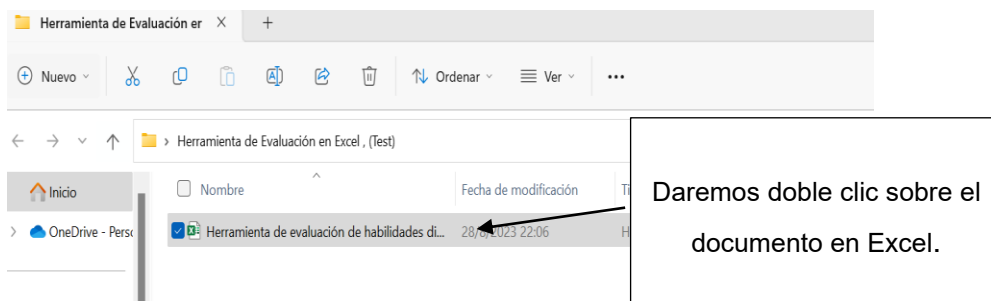 Herramienta de Evaluación er
Nuevo
Ordenar
Ver
Herramienta de Evaluación en Excel , (Test)
Inicio
Nombre
Fecha de modificación
Ti
OneDrive - Perso
Herramienta de evaluación de habilidades di...
28/8/2023 22:06
H
Daremos doble clic sobre el
documento en Excel.